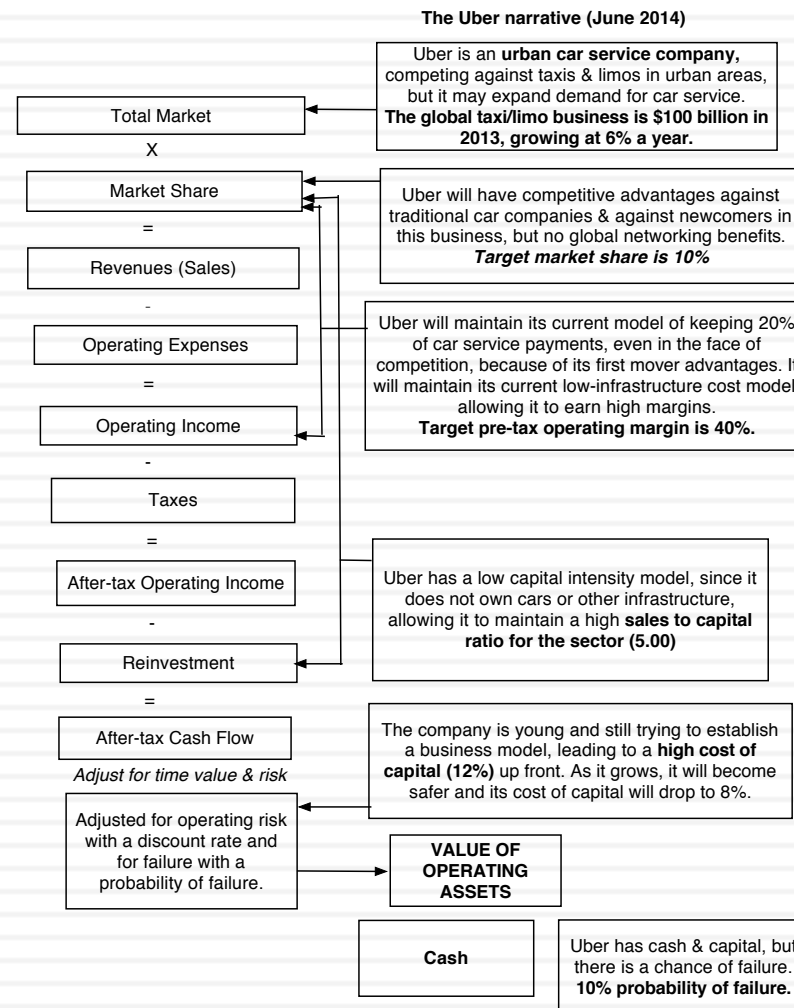 The Uber narrative (June 2014)
Uber is an urban car service company,
competing against taxis & limos in urban areas,
but it may expand demand for car service.
The global taxi/limo business is $100 billion in
2013, growing at 6% a year.
Total Market
X
Market Share
Uber will have competitive advantages against
traditional car companies & against newcomers in
this business, but no global networking benefits.
Target market share is 10%
=
Revenues (Sales)
-
Operating Expenses
Uber will maintain its current model of keeping 20%
of car service payments, even in the face of
competition, because of its first mover advantages.
will maintain its current low-infrastructure cost model
allowing it to earn high margins.
Target pre-tax operating margin is 40%.
=
Operating Income
-
Taxes
=
After-tax Operating Income
Uber has a low capital intensity model, since it
does not own cars or other infrastructure,
allowing it to maintain a high sales to capital
ratio for the sector (5.00)
-
Reinvestment
=
After-tax Cash Flow
The company is young and still trying to establish
a business model, leading to a high cost of
capital (12%) up front. As it grows, it will become
safer and its cost of capital will drop to 8%.
Adjust for time value & risk
Adjusted for operating risk
with a discount rate and
for failure with a
probability of failure.
VALUE OF
OPERATING
ASSETS
Cash
Uber has cash & capital, but
there is a chance of failure.
10% probability of failure.